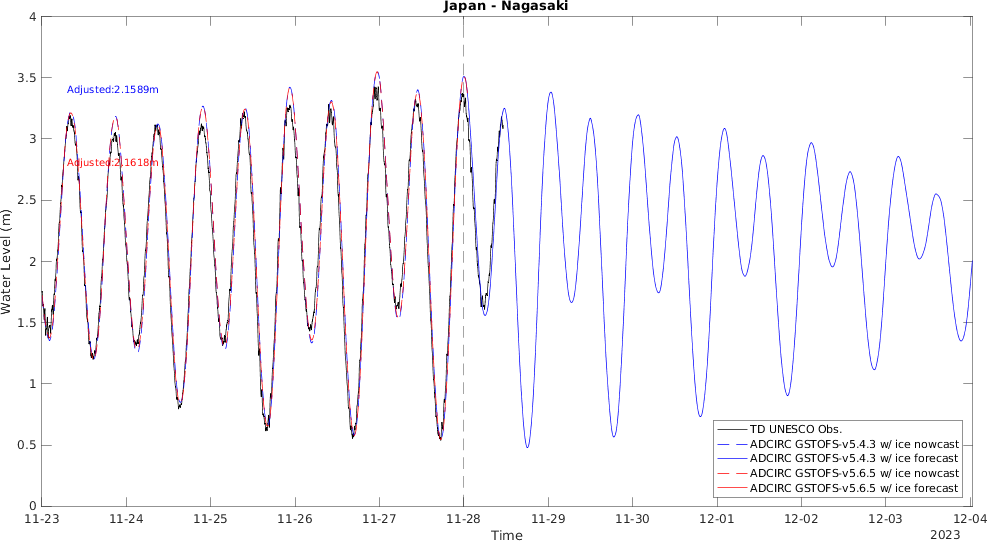 Japan - Nagasaki
Water Level (m)
4
3.5
3
2.5
2
1.5
1
0.5
0
Adjusted:2.1589m
Adjusted:2.1618m
TD UNESCO Obs.
ADCIRC GSTOFS-v5.4.3 w/ ice nowcast
ADCIRC GSTOFS-v5.4.3 w/ ice forecast
ADCIRC GSTOFS-v5.6.5 w/ ice nowcast
ADCIRC GSTOFS-v5.6.5 w/ ice forecast
11-23 11-24 11-25 11-26 11-27 11-28 11-29 11-30 12-01 12-02 12-03 12-04
Time
2023